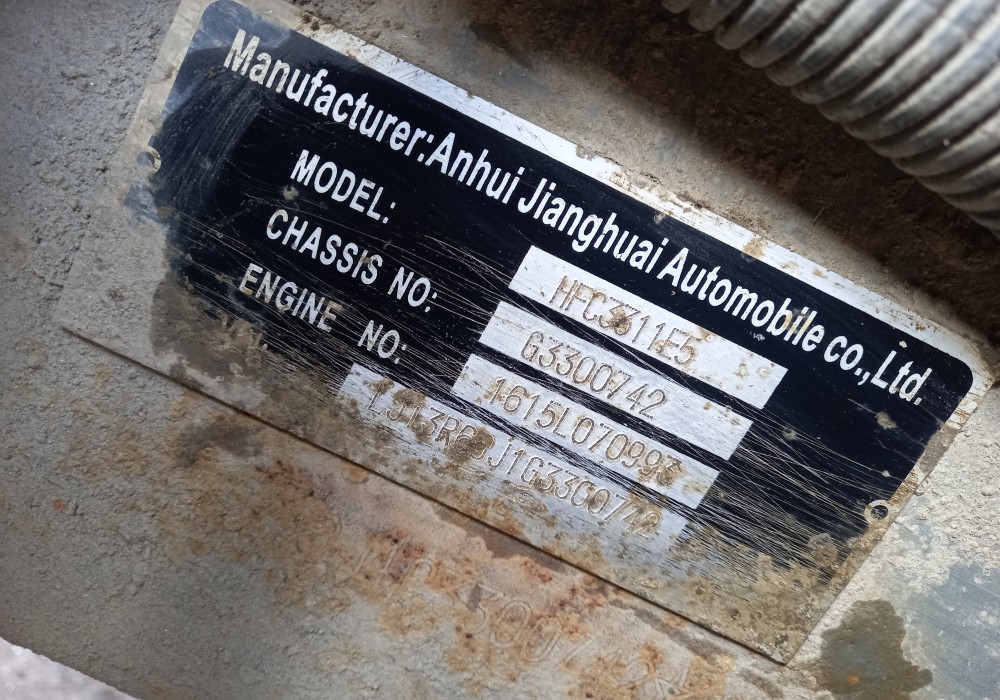 Manufacturer:Anhui Jianghuai Automobile co.,Ltd.
MODEL: HFC3311E5
CHASSIS NO: G3300742
ENGINE NO: 1615L070993